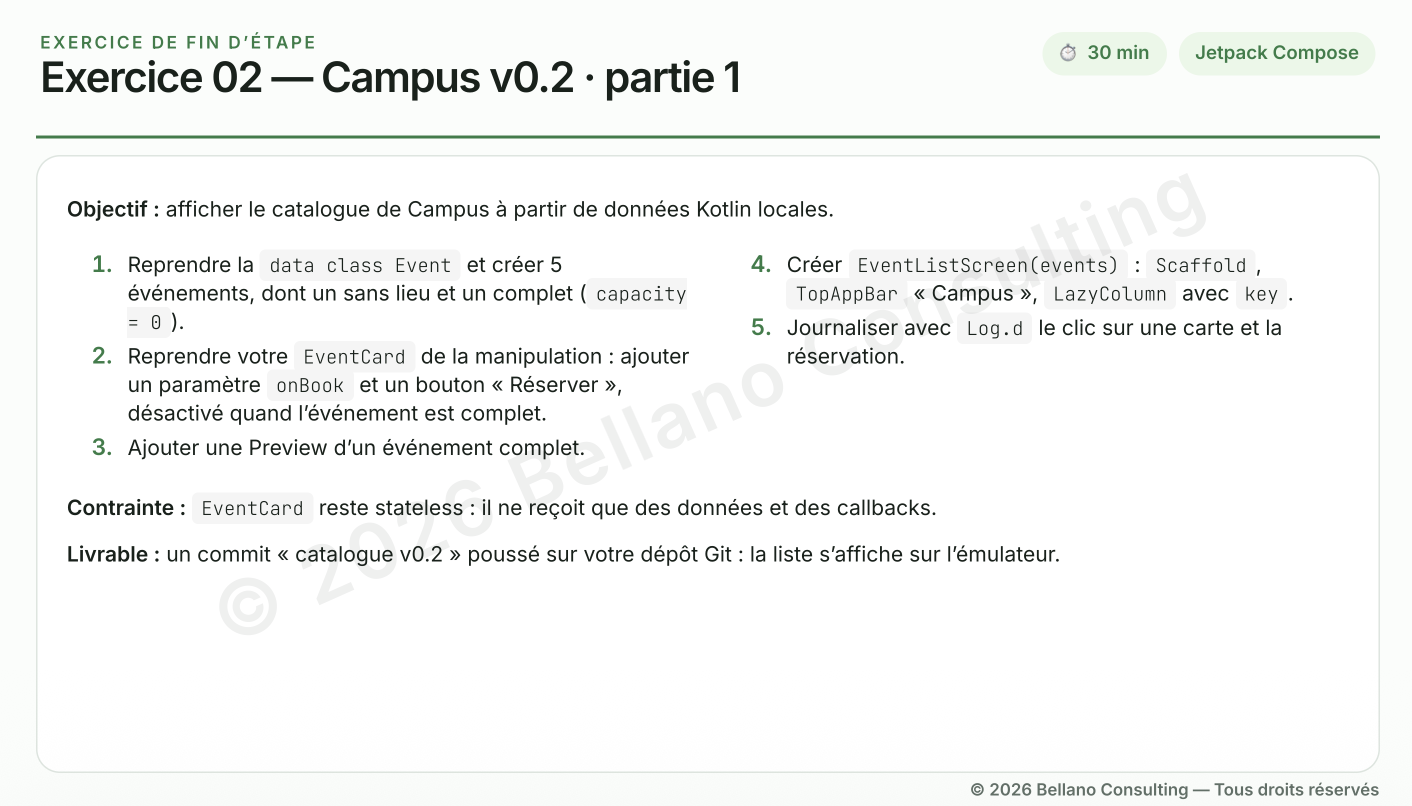 EXERCICE DE FIN D’ÉTAPE
Exercice 02 — Campus v0.2 · partie 1
30 min
Jetpack Compose
Objectif : afficher le catalogue de Campus à partir de données Kotlin locales.
1. Reprendre la data class Event et créer 5
événements, dont un sans lieu et un complet ( capacity
= 0 ).
2. Reprendre votre EventCard de la manipulation : ajouter
un paramètre onBook et un bouton « Réserver »,
désactivé quand l’événement est complet.
3. Ajouter une Preview d’un événement complet.
4. Créer EventListScreen(events) : Scaffold ,
TopAppBar « Campus », LazyColumn avec key .
5. Journaliser avec Log.d le clic sur une carte et la
réservation.
Contrainte : EventCard reste stateless : il ne reçoit que des données et des callbacks.
Livrable : un commit « catalogue v0.2 » poussé sur votre dépôt Git : la liste s’affiche sur l’émulateur.
© 2026 Bellano Consulting
© 2026 Bellano Consulting — Tous droits réservés